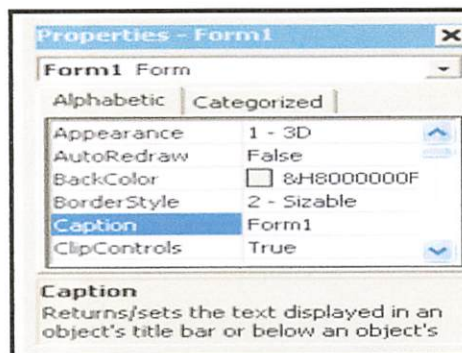 Properties - Form1
Form1 Form
Alphabetic Categorized
Appearance 1 - 3D
AutoRedraw False
BackColor &H8000000F
BorderStyle 2 - Sizable
Caption Form1
ClipControls True
Caption
Returns/sets the text displayed in an
object's title bar or below an object's